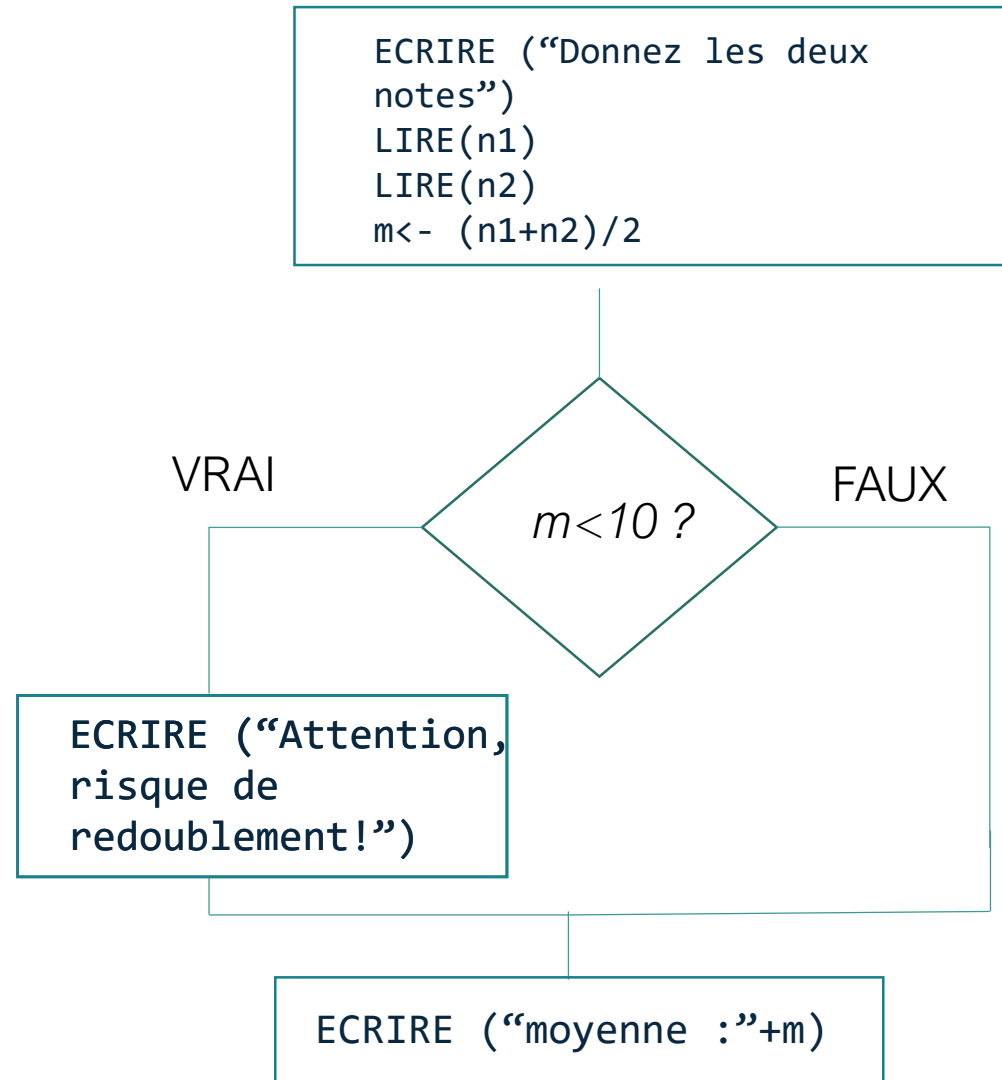 ECRIRE (“Donnez les deux
notes”)
LIRE(n1)
LIRE(n2)
m<- (n1+n2)/2
VRAI
m<10 ?
FAUX
ECRIRE (“Attention,
risque de
redoublement!”)
ECRIRE (“moyenne :”+m)